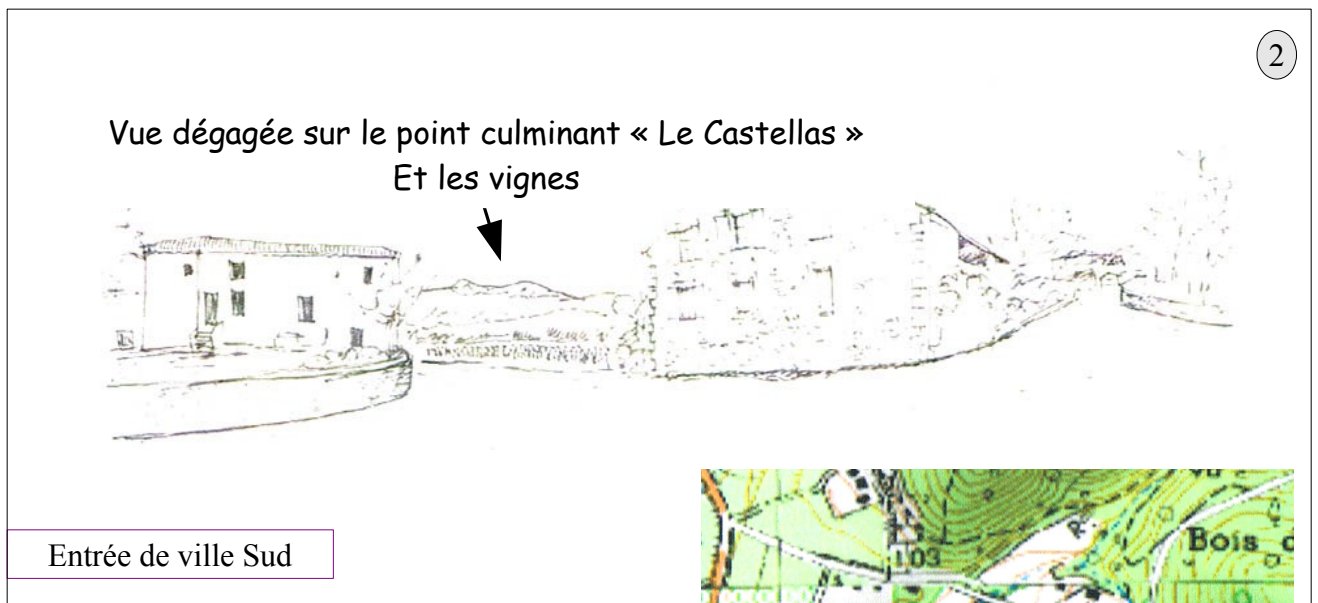 2
Vue dégagée sur le point culminant « Le Castellas »
Et les vignes
Entrée de ville Sud
103
Bois